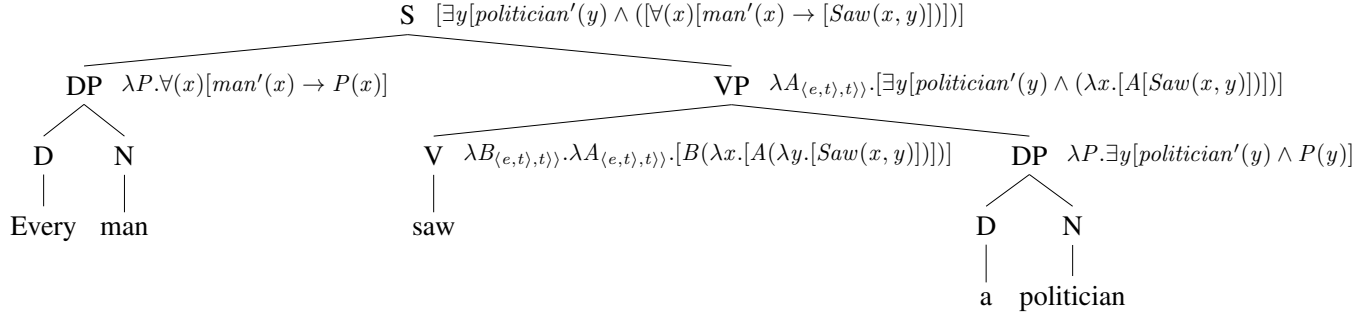 S [∃y[politician′(y) ∧ ([∀(x)[man′(x) → [Saw(x, y)]])])]
DP λP.∀(x)[man′(x) → P(x)] VP λA⟨e,t⟩,t⟩⟩.[∃y[politician′(y) ∧ (λx.[A[Saw(x, y)])])]
D N V λB⟨e,t⟩,t⟩⟩.λA⟨e,t⟩,t⟩⟩.[B(λx.[A(λy.[Saw(x, y)])])] DP λP.∃y[politician′(y) ∧ P(y)]
Every man saw D N
a politician